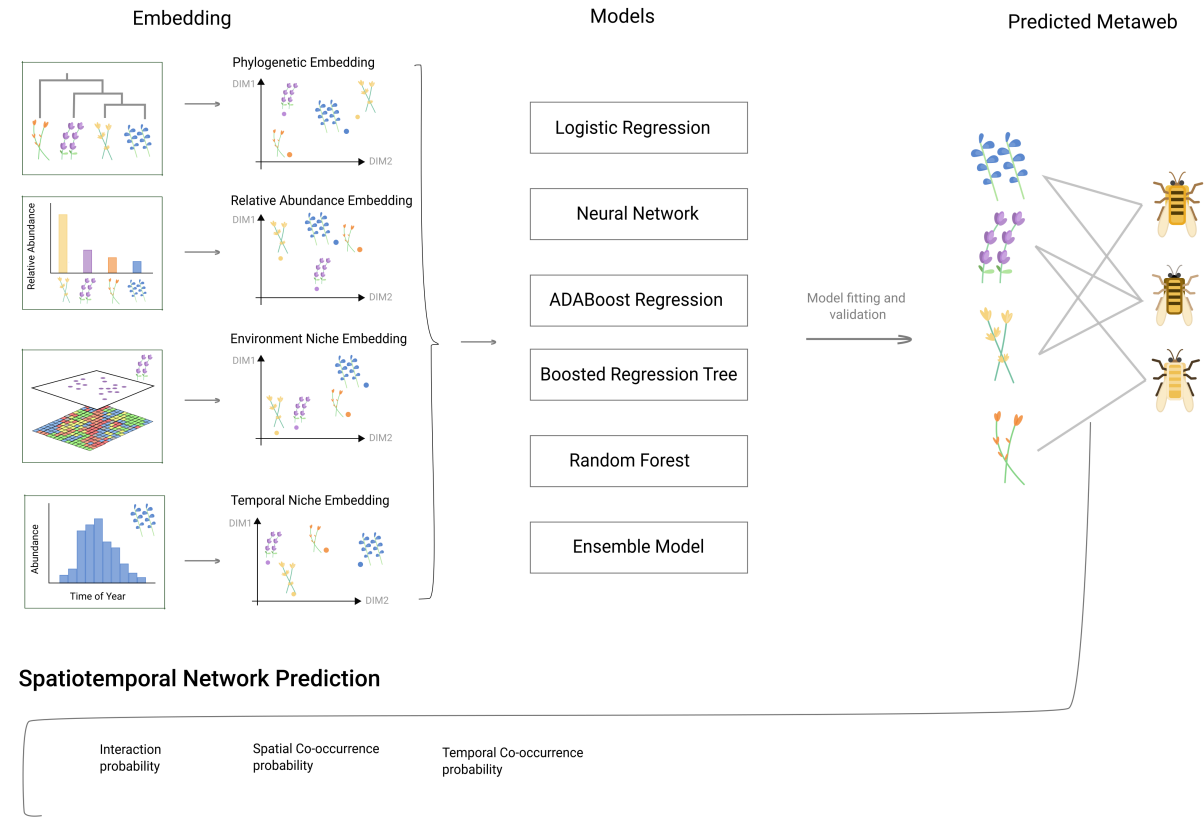 Embedding
Models
Predicted Metaweb
Phylogenetic Embedding
DIM1
DIM2
Relative Abundance
Relative Abundance Embedding
DIM1
DIM2
Environment Niche Embedding
DIM1
DIM2
Abundance
Time of Year
Temporal Niche Embedding
DIM1
DIM2
Logistic Regression
Neural Network
ADABoost Regression
Boosted Regression Tree
Random Forest
Ensemble Model
Model fitting and
validation
Spatiotemporal Network Prediction
Interaction
probability
Spatial Co-occurrence
probability
Temporal Co-occurrence
probability